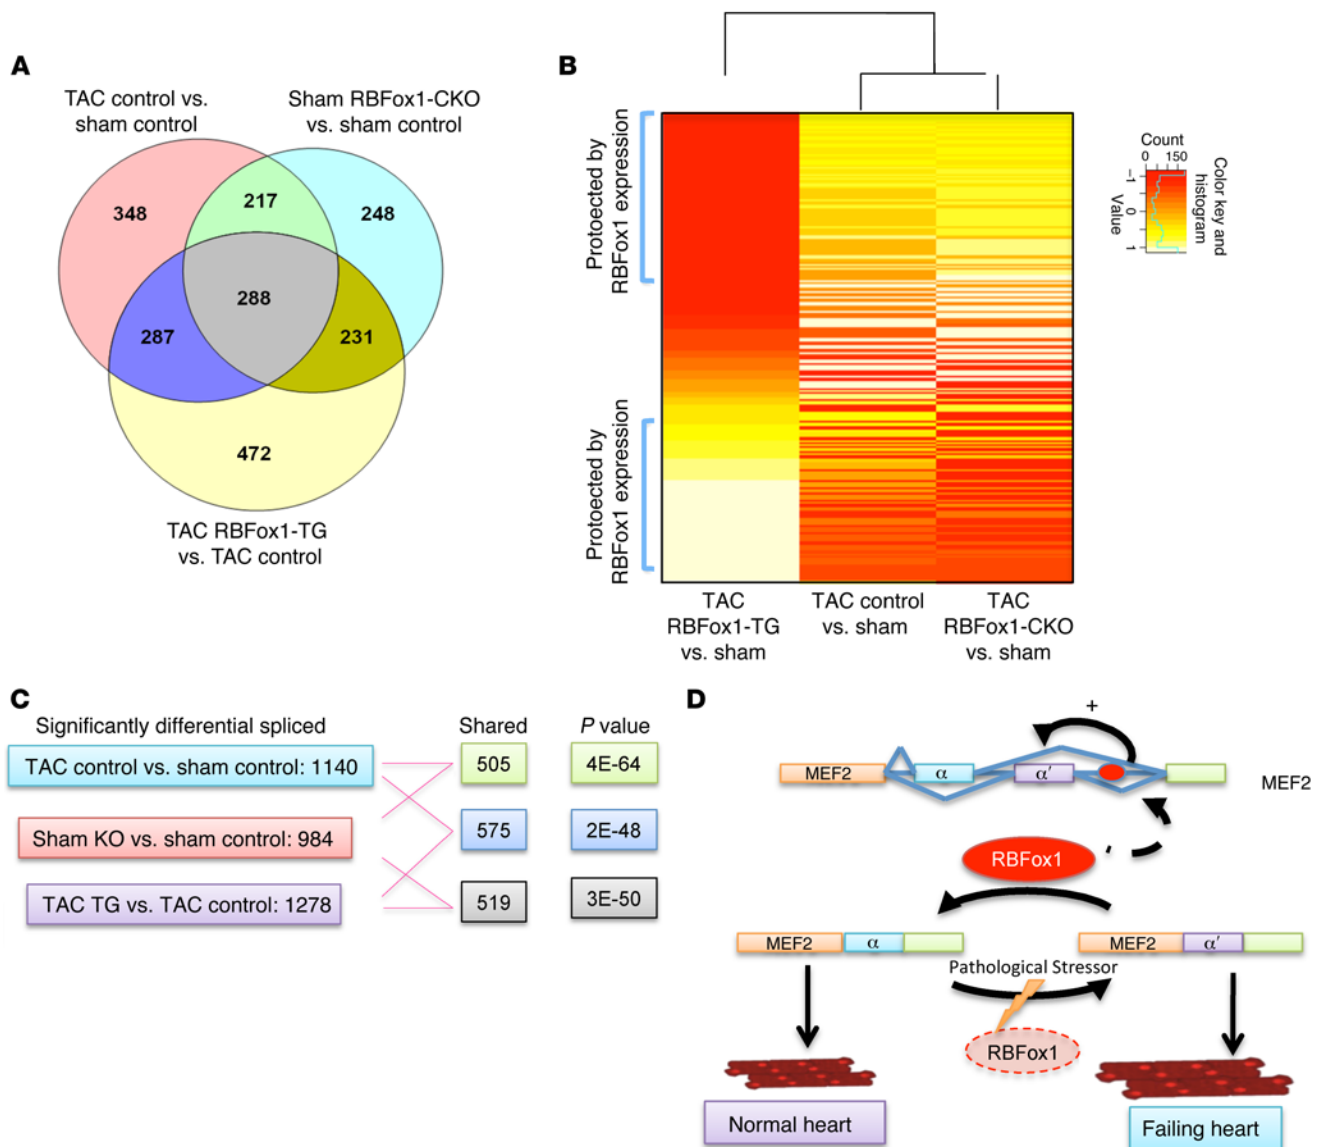 A
TAC control vs.
sham control
Sham RBFox1-CKO
vs. sham control
348
217
248
288
287
231
472
TAC RBFox1-TG
vs. TAC control
B
Protoected by
RBFox1 expression
Protoected by
RBFox1 expression
TAC
RBFox1-TG
vs. sham
TAC control
vs. sham
TAC
RBFox1-CKO
vs. sham
Count
0 150
-1
0
1
Value
Color key and
histogram
C
Significantly differential spliced
Shared
P value
TAC control vs. sham control: 1140
505
4E-64
Sham KO vs. sham control: 984
575
2E-48
TAC TG vs. TAC control: 1278
519
3E-50
D
+
MEF2
α
α′
MEF2
RBFox1
MEF2
α
MEF2
α′
Pathological Stressor
RBFox1
Normal heart
Failing heart